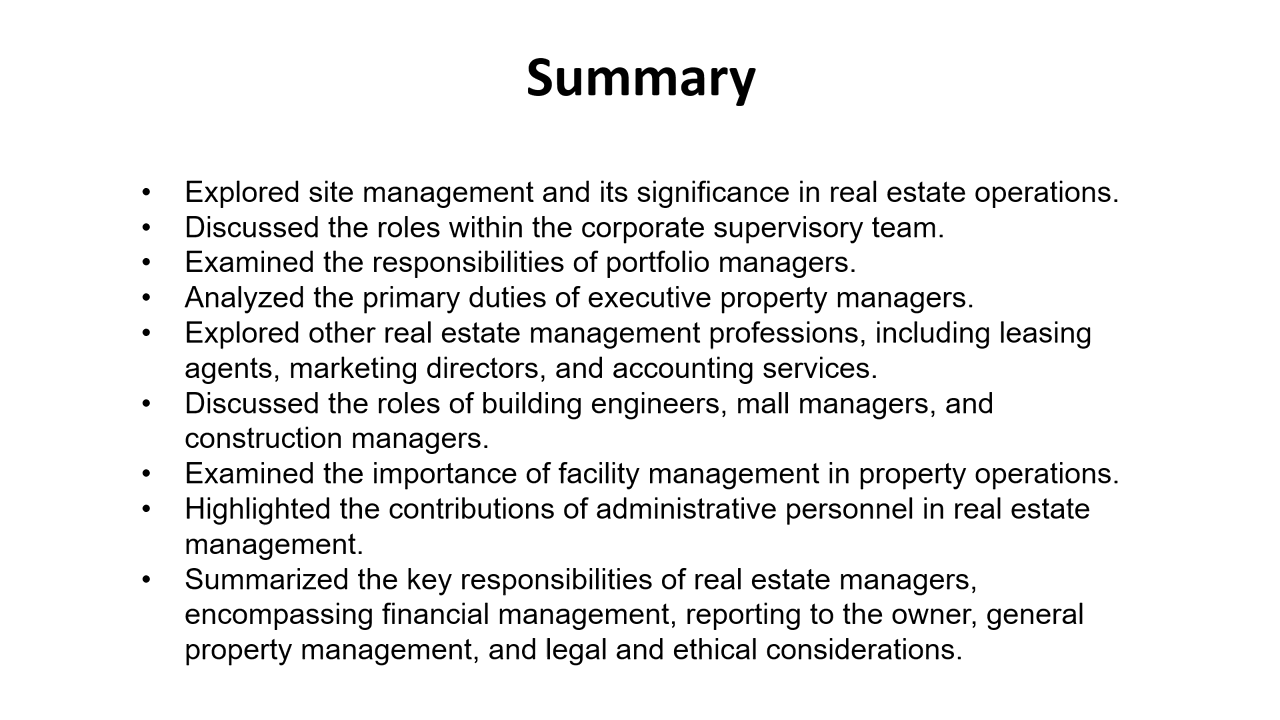 Summary
• Explored site management and its significance in real estate operations.
• Discussed the roles within the corporate supervisory team.
• Examined the responsibilities of portfolio managers.
• Analyzed the primary duties of executive property managers.
• Explored other real estate management professions, including leasing
agents, marketing directors, and accounting services.
• Discussed the roles of building engineers, mall managers, and
construction managers.
• Examined the importance of facility management in property operations.
• Highlighted the contributions of administrative personnel in real estate
management.
• Summarized the key responsibilities of real estate managers,
encompassing financial management, reporting to the owner, general
property management, and legal and ethical considerations.